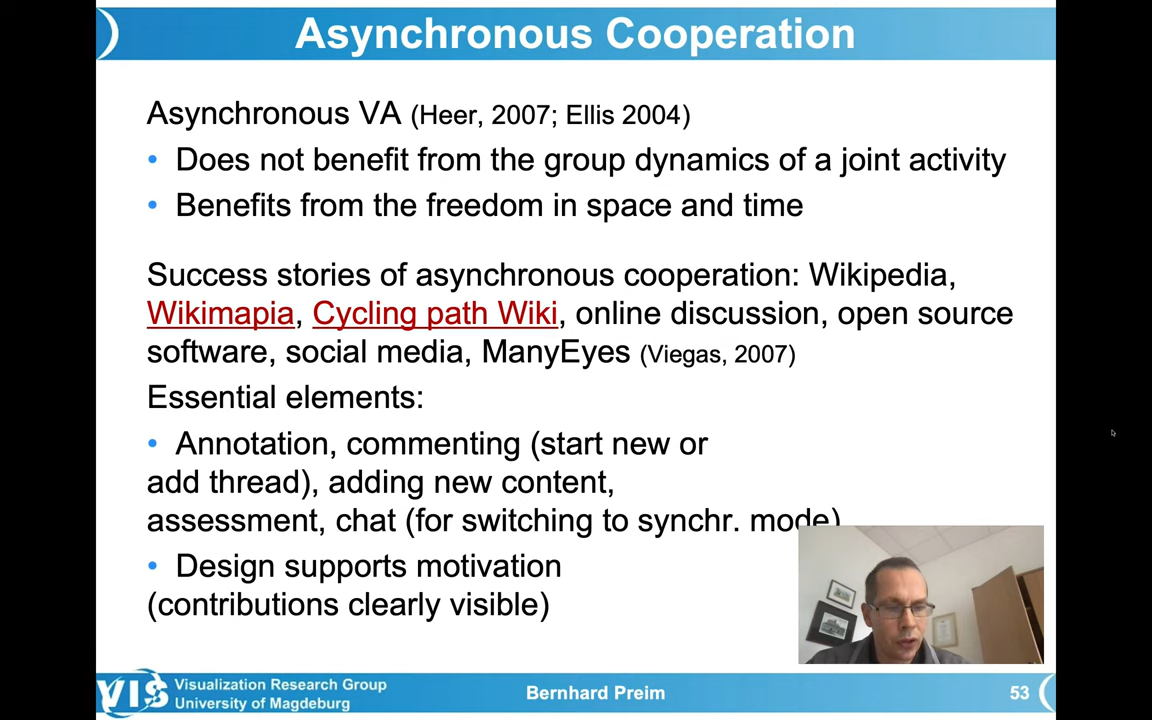 Asynchronous Cooperation
Asynchronous VA (Heer, 2007; Ellis 2004)
• Does not benefit from the group dynamics of a joint activity
• Benefits from the freedom in space and time
Success stories of asynchronous cooperation: Wikipedia,
Wikimapia, Cycling path Wiki, online discussion, open source
software, social media, ManyEyes (Viegas, 2007)
Essential elements:
• Annotation, commenting (start new or
add thread), adding new content,
assessment, chat (for switching to synchr. mode)
• Design supports motivation
(contributions clearly visible)
VIS
Visualization Research Group
University of Magdeburg
Bernhard Preim
53